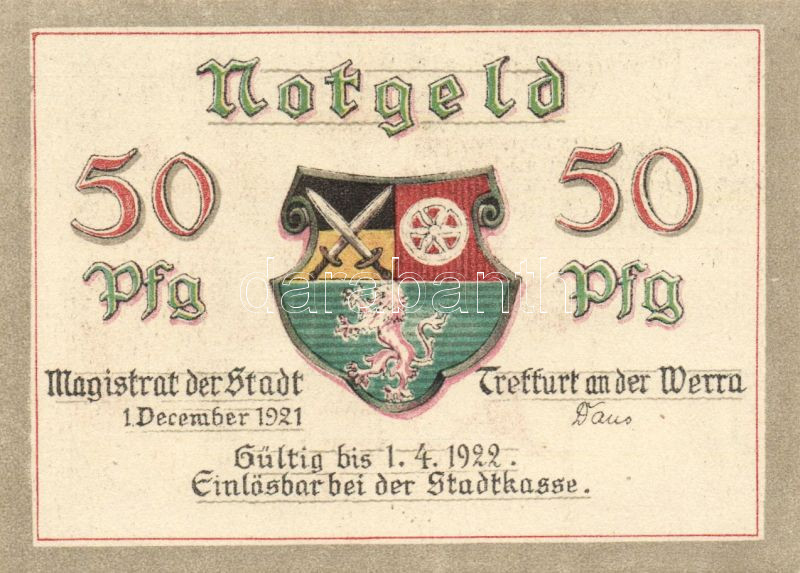 Notgeld
50 50
Pfg Pfg
darabanth
Magistrat der Stadt Treffurt an der Werra
1. December 1921
Gültig bis 1. 4. 1922.
Einlösbar bei der Stadtkasse.